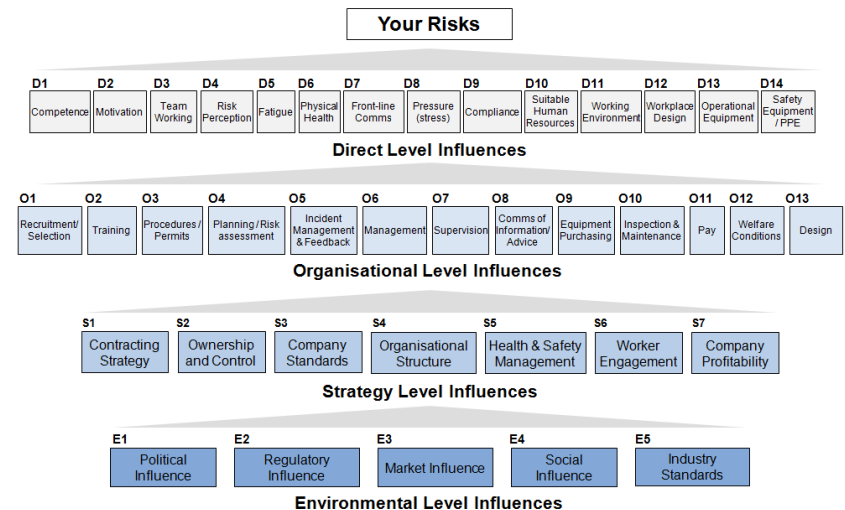 Your Risks
D1 D2 D3 D4 D5 D6 D7 D8 D9 D10 D11 D12 D13 D14
Competence
Motivation
Team
Working
Risk
Perception
Fatigue
Physical
Health
Front-line
Comms
Pressure
(stress)
Compliance
Suitable
Human
Resources
Working
Environment
Workplace
Design
Operational
Equipment
Safety
Equipment
/ PPE
Direct Level Influences
O1 O2 O3 O4 O5 O6 O7 O8 O9 O10 O11 O12 O13
Recruitment/
Selection
Training
Procedures /
Permits
Planning / Risk
assessment
Incident
Management
& Feedback
Management
Supervision
Comms of
Information/
Advice
Equipment
Purchasing
Inspection &
Maintenance
Pay
Welfare
Conditions
Design
Organisational Level Influences
S1 S2 S3 S4 S5 S6 S7
Contracting
Strategy
Ownership
and Control
Company
Standards
Organisational
Structure
Health & Safety
Management
Worker
Engagement
Company
Profitability
Strategy Level Influences
E1 E2 E3 E4 E5
Political
Influence
Regulatory
Influence
Market Influence
Social
Influence
Industry
Standards
Environmental Level Influences